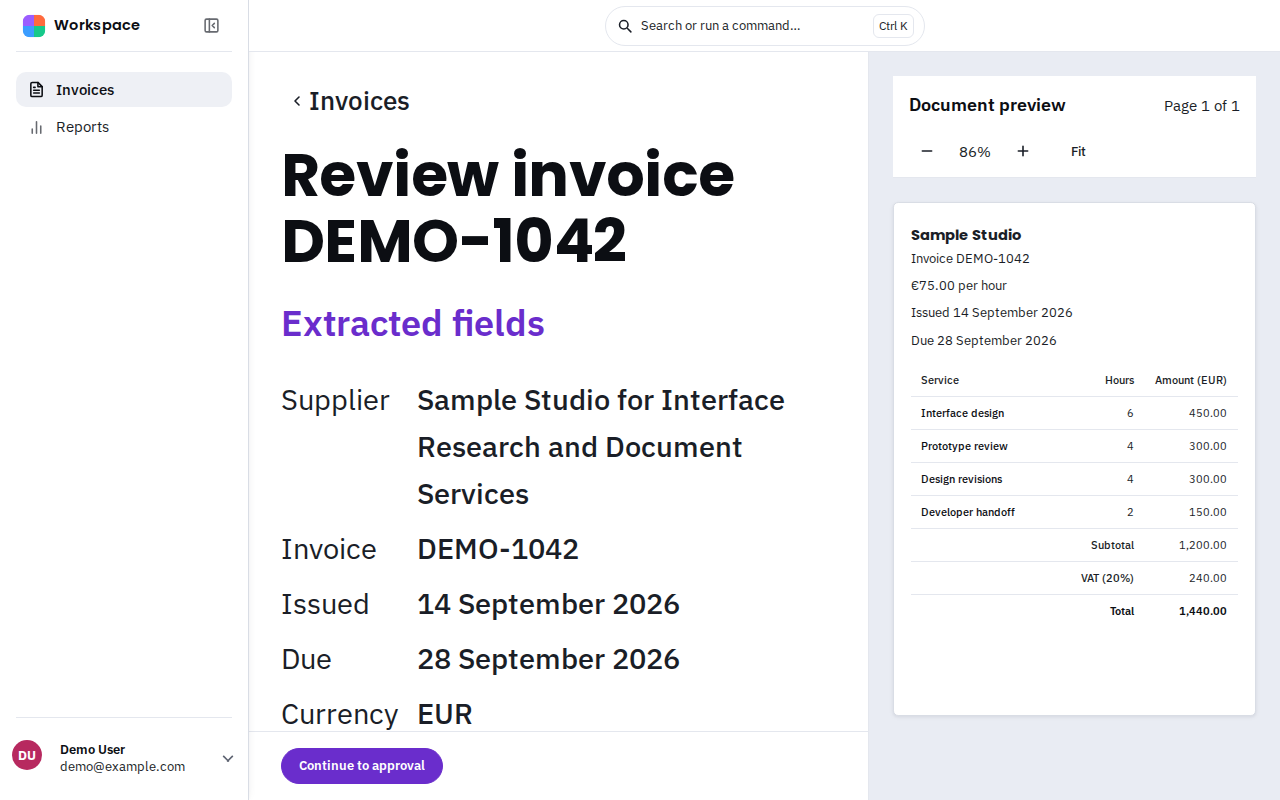 Workspace
Search or run a command...
Ctrl K
Invoices
Reports
Invoices
Review invoice
DEMO-1042
Extracted fields
Supplier Sample Studio for Interface
Research and Document
Services
Invoice DEMO-1042
Issued 14 September 2026
Due 28 September 2026
Currency EUR
Continue to approval
DU
Demo User
demo@example.com
Document preview Page 1 of 1
86% Fit
Sample Studio
Invoice DEMO-1042
€75.00 per hour
Issued 14 September 2026
Due 28 September 2026
Service Hours Amount (EUR)
Interface design 6 450.00
Prototype review 4 300.00
Design revisions 4 300.00
Developer handoff 2 150.00
Subtotal 1,200.00
VAT (20%) 240.00
Total 1,440.00